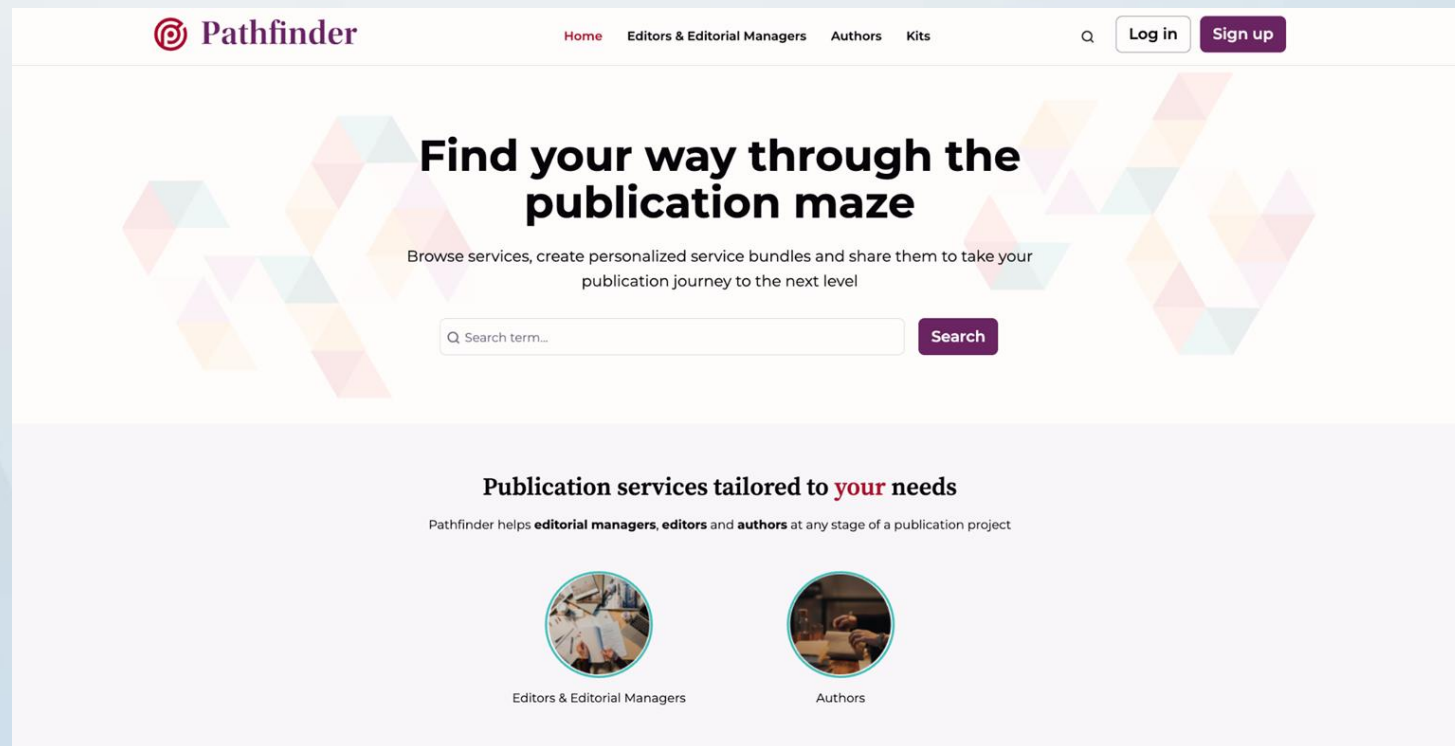 Pathfinder
Home Editors & Editorial Managers Authors Kits
Log in Sign up
Find your way through the
publication maze
Browse services, create personalized service bundles and share them to take your
publication journey to the next level
Search term...
Search
Publication services tailored to your needs
Pathfinder helps editorial managers, editors and authors at any stage of a publication project
Editors & Editorial Managers
Authors